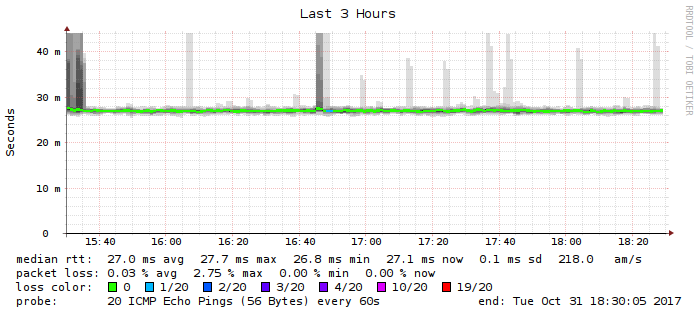 Last 3 Hours
RRDTOOL / TOBI OETIKER
Seconds
40 m
30 m
20 m
10 m
0
15:40 16:00 16:20 16:40 17:00 17:20 17:40 18:00 18:20
median rtt: 27.0 ms avg 27.7 ms max 26.8 ms min 27.1 ms now 0.1 ms sd 218.0 am/s
packet loss: 0.03 % avg 2.75 % max 0.00 % min 0.00 % now
loss color: 0 1/20 2/20 3/20 4/20 10/20 19/20
probe: 20 ICMP Echo Pings (56 Bytes) every 60s end: Tue Oct 31 18:30:05 2017